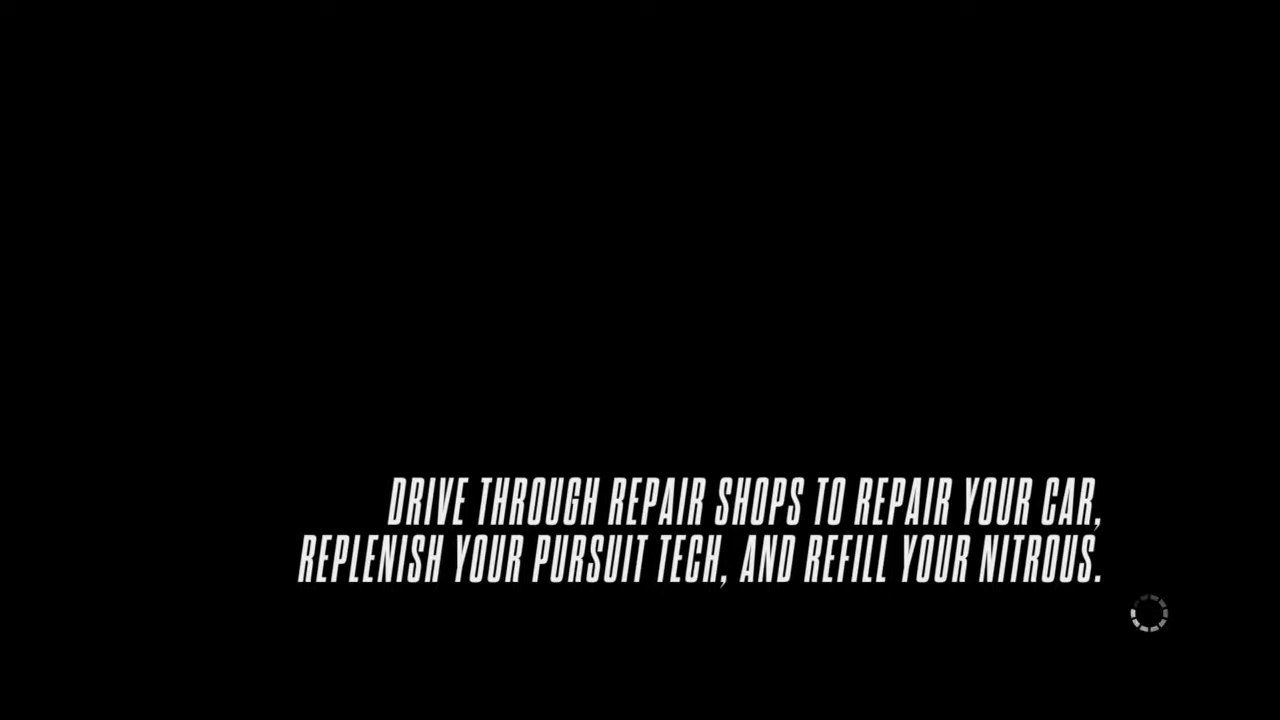 DRIVE THROUGH REPAIR SHOPS TO REPAIR YOUR CAR,
REPLENISH YOUR PURSUIT TECH, AND REFILL YOUR NITROUS.